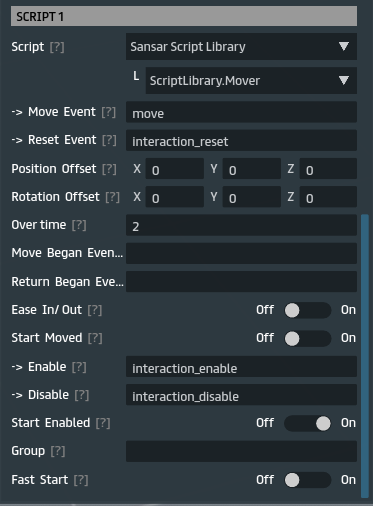 SCRIPT 1
Script [?] Sansar Script Library
ScriptLibrary.Mover
-> Move Event [?] move
-> Reset Event [?] interaction_reset
Position Offset [?] X 0 Y 0 Z 0
Rotation Offset [?] X 0 Y 0 Z 0
Over time [?] 2
Move Began Even...
Return Began Eve...
Ease In/Out [?] Off On
Start Moved [?] Off On
-> Enable [?] interaction_enable
-> Disable [?] interaction_disable
Start Enabled [?] Off On
Group [?]
Fast Start [?] Off On